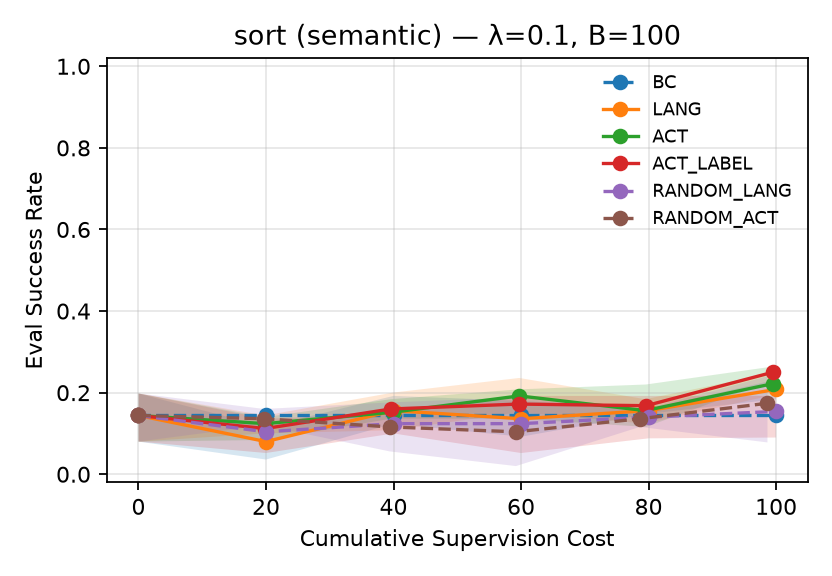 sort (semantic) — λ=0.1, B=100
1.0
0.8
0.6
0.4
0.2
0.0
Eval Success Rate
BC
LANG
ACT
ACT_LABEL
RANDOM_LANG
RANDOM_ACT
0 20 40 60 80 100
Cumulative Supervision Cost